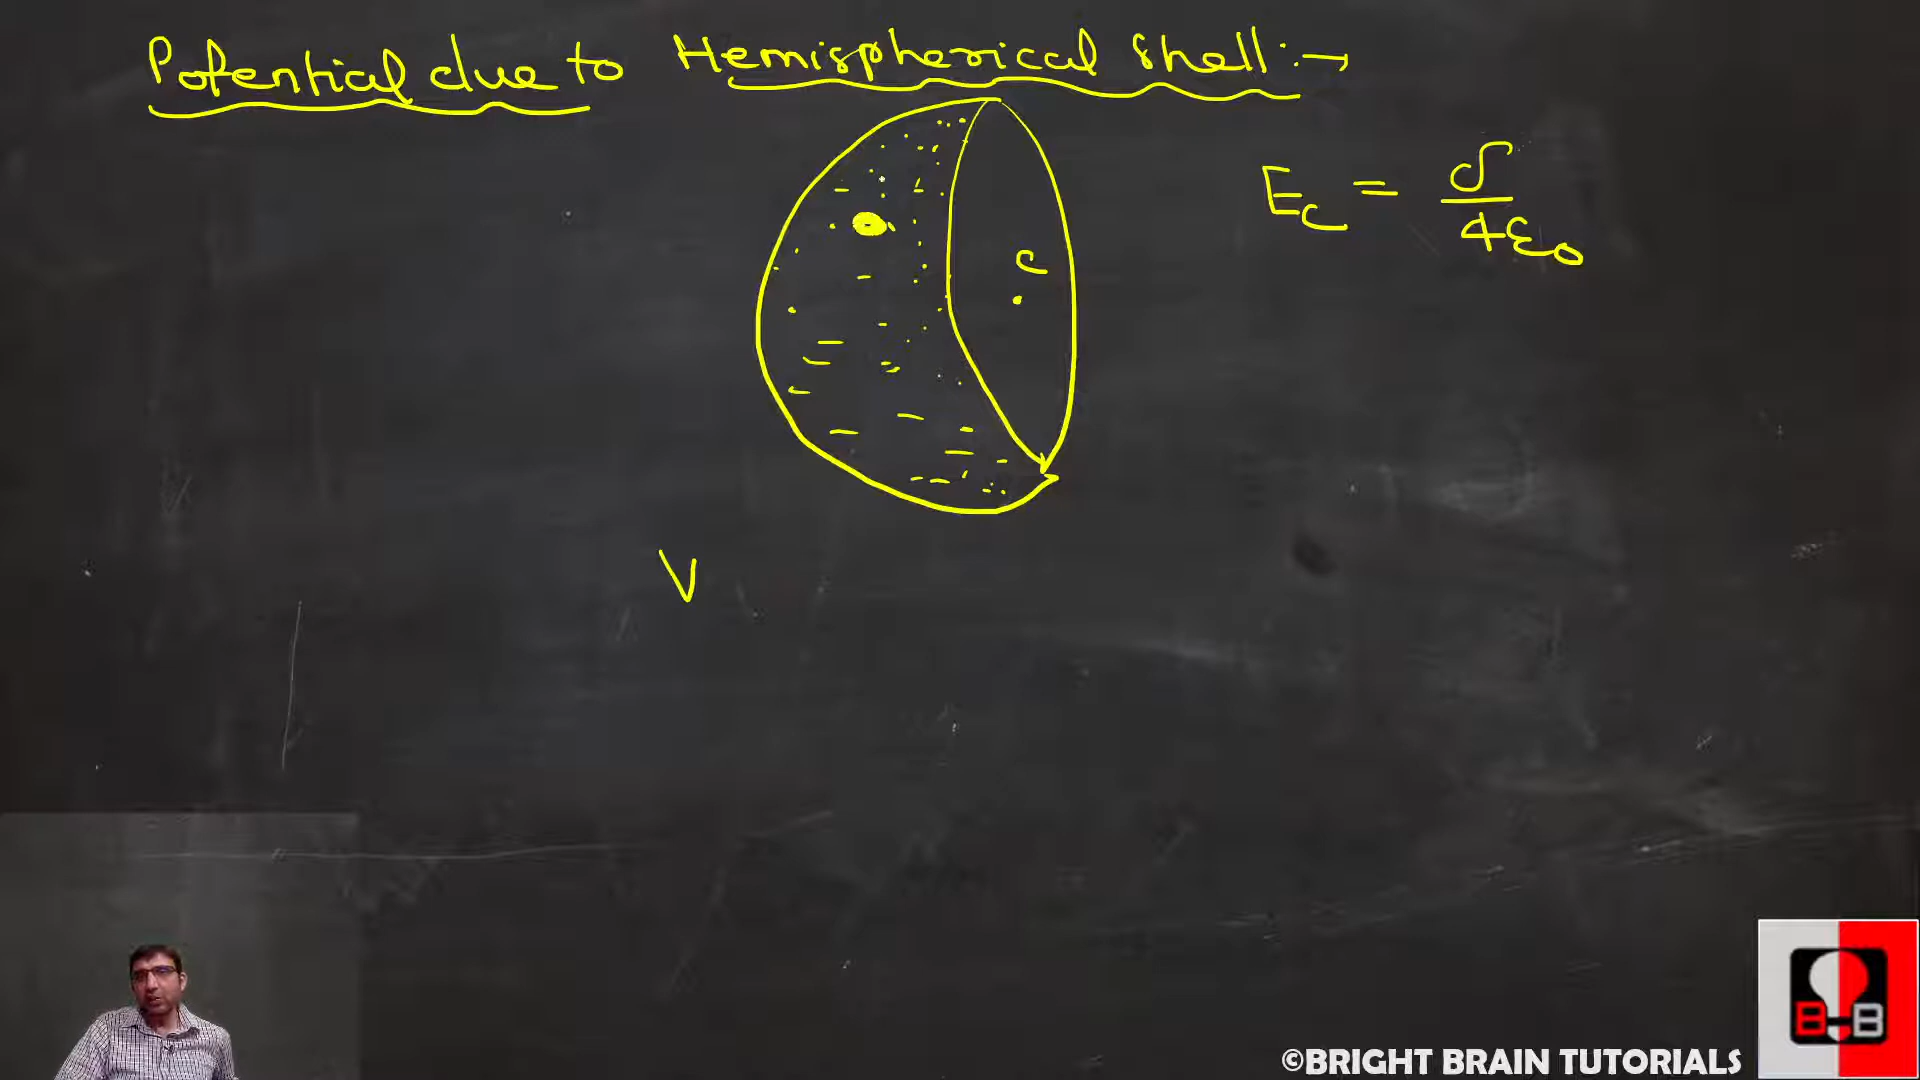 Potential due to Hemispherical Shell :→
E_C = σ/4ε₀
C
V
B B
©BRIGHT BRAIN TUTORIALS